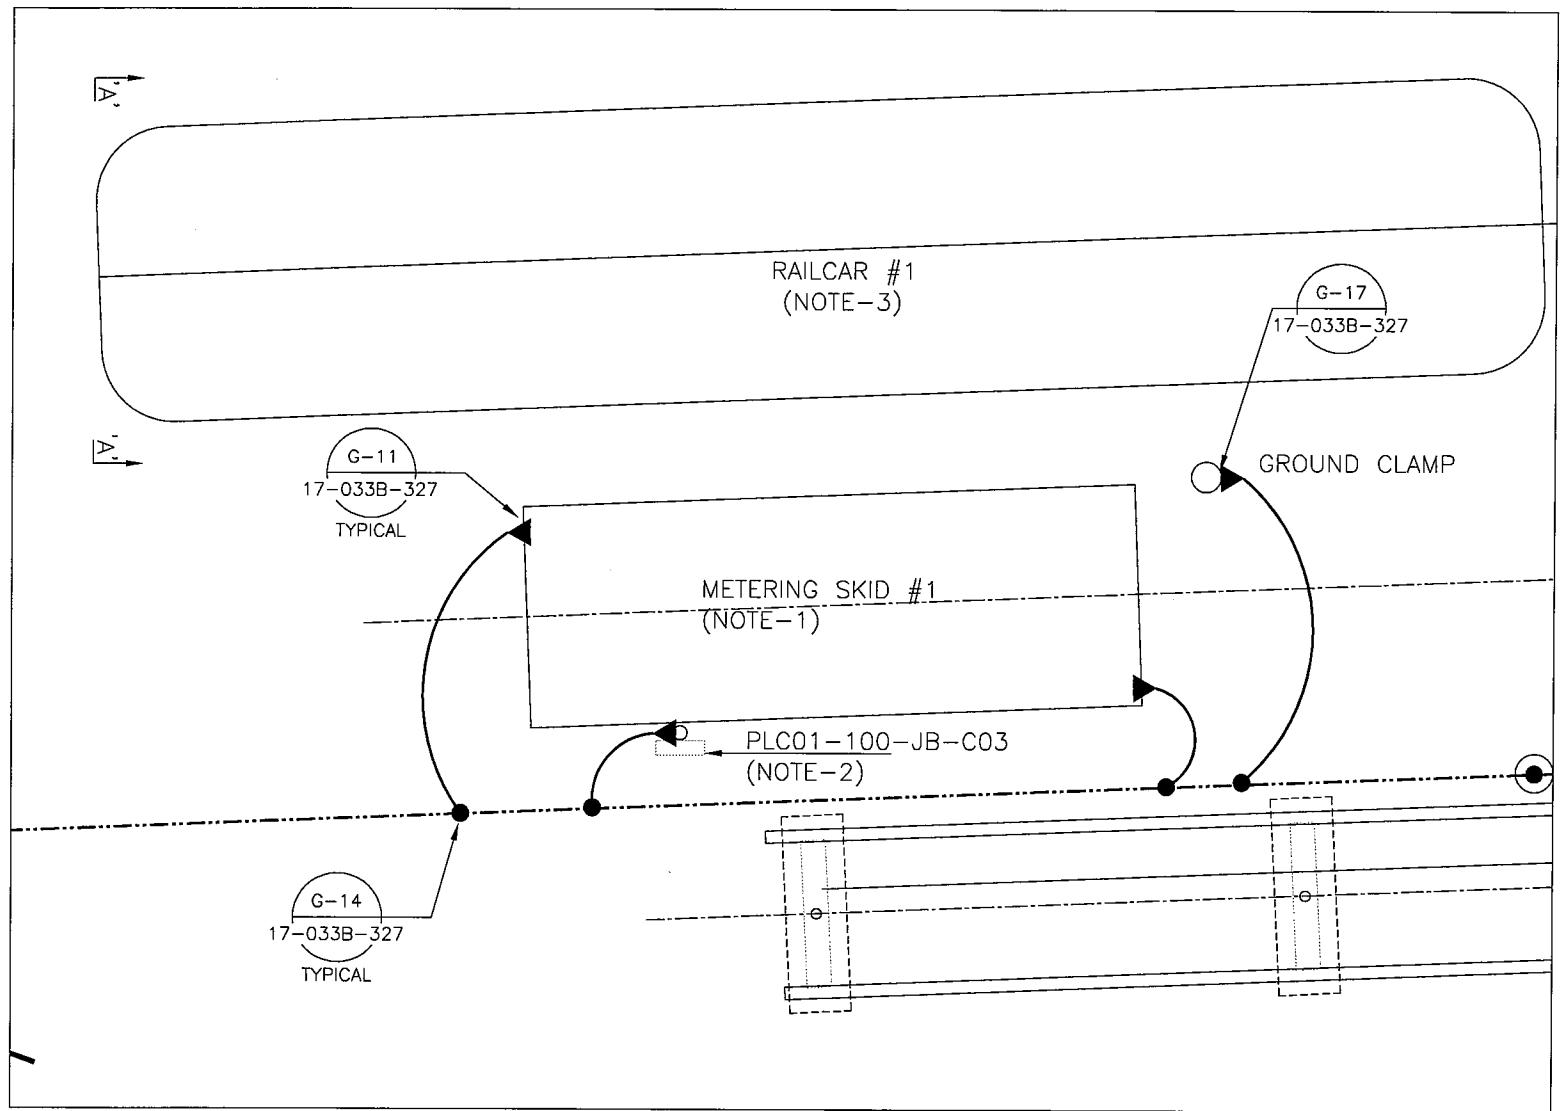 'A'
RAILCAR #1
(NOTE-3)
G-17
17-033B-327
'A'
G-11
17-033B-327
TYPICAL
GROUND CLAMP
METERING SKID #1
(NOTE-1)
PLC01-100-JB-C03
(NOTE-2)
G-14
17-033B-327
TYPICAL